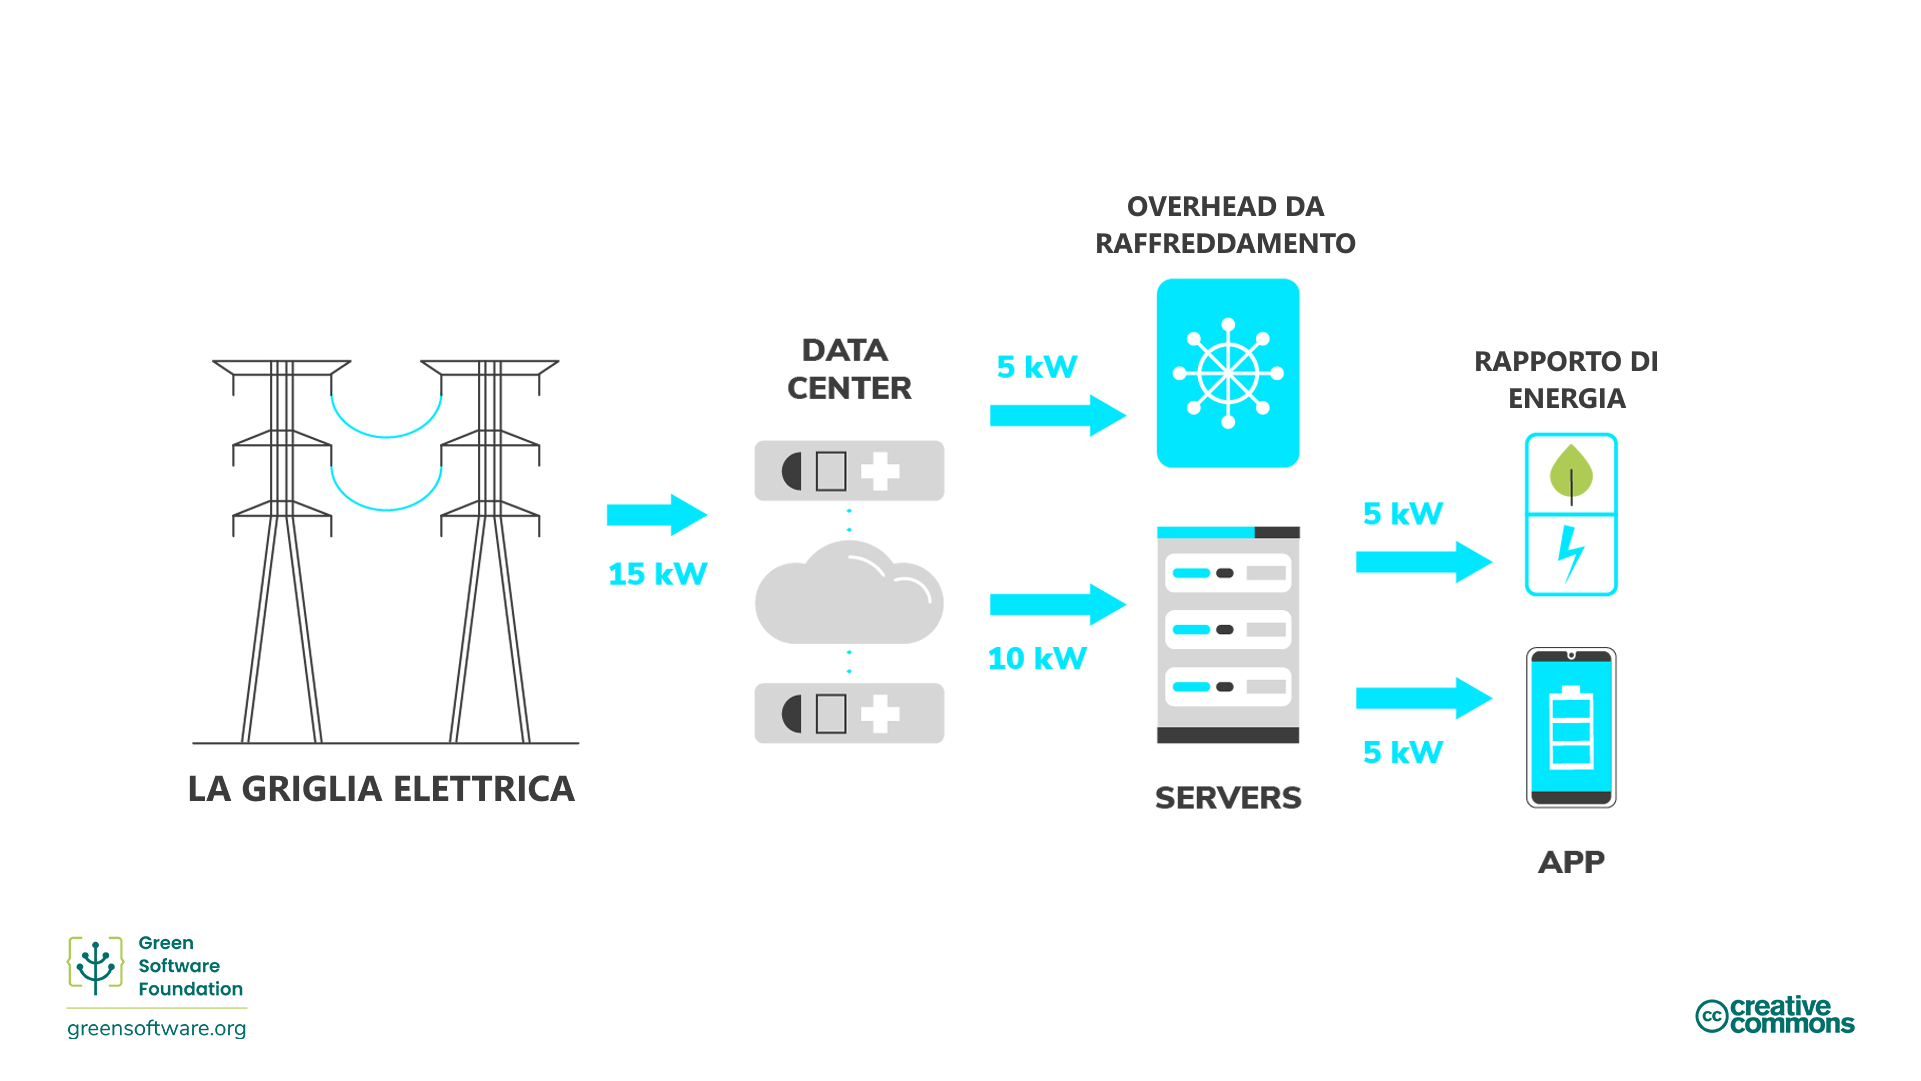 OVERHEAD DA
RAFFREDDAMENTO
DATA
CENTER
5 kW
RAPPORTO DI
ENERGIA
5 kW
15 kW
10 kW
5 kW
LA GRIGLIA ELETTRICA
SERVERS
APP
Green
Software
Foundation
greensoftware.org
cc creative
commons